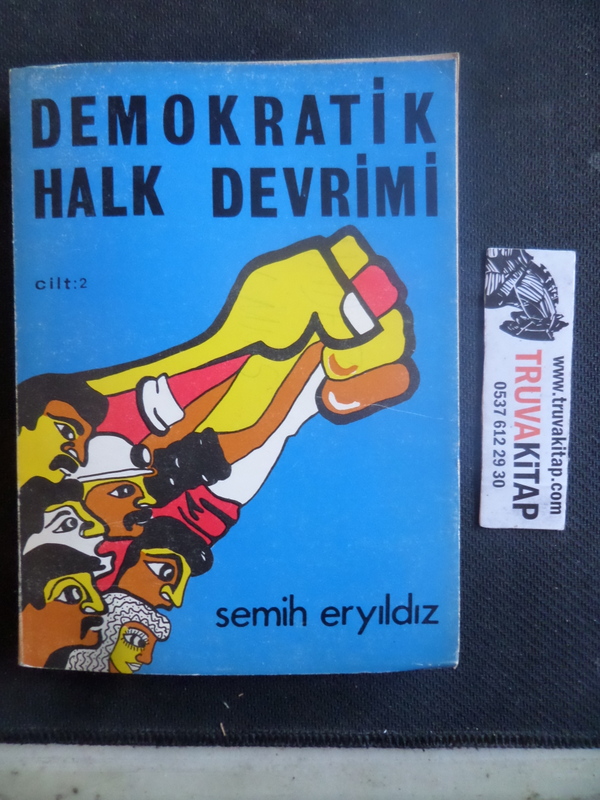 DEMOKRATİK
HALK DEVRİMİ
cilt:2
semih eryıldız
www.truvakitap.com
TRUVAKİTAP
0537 612 29 30